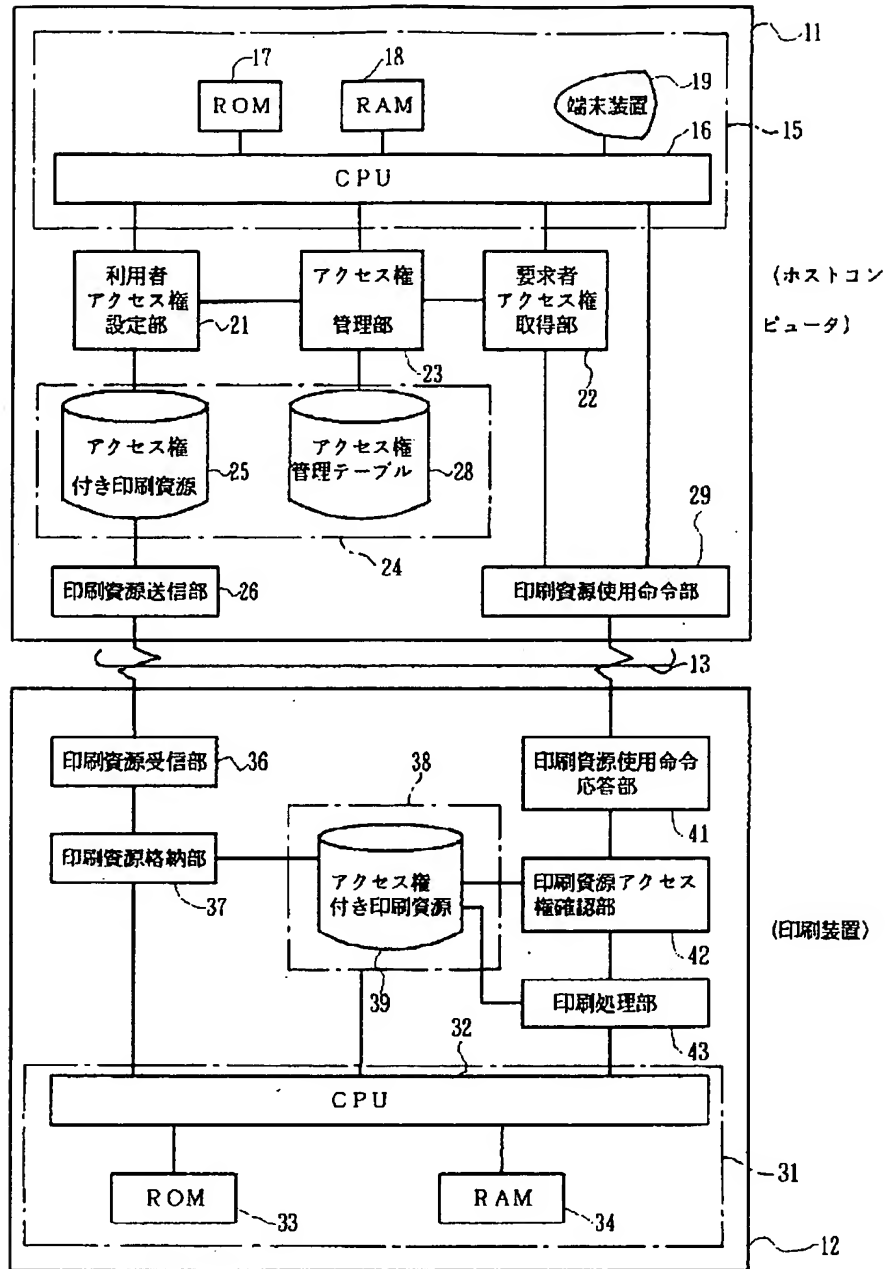 11
17
18
19
ROM
RAM
端末装置
16
15
CPU
利用者
アクセス権
設定部
21
アクセス権
管理部
23
要求者
アクセス権
取得部
22
(ホストコン
ピュータ)
アクセス権
付き印刷資源
25
アクセス権
管理テーブル
28
24
29
印刷資源送信部
26
印刷資源使用命令部
13
印刷資源受信部
36
38
印刷資源使用命令
応答部
41
印刷資源格納部
37
アクセス権
付き印刷資源
39
印刷資源アクセス
権確認部
42
(印刷装置)
印刷処理部
43
32
CPU
31
ROM
33
RAM
34
12